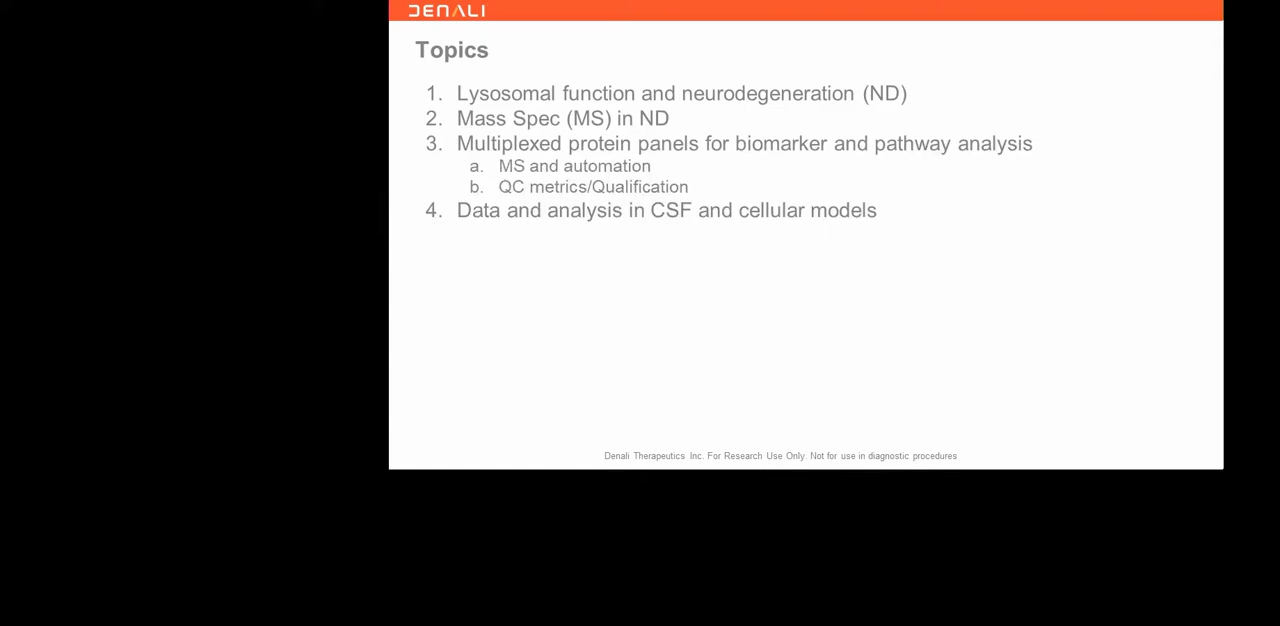 DENALI
Topics
1. Lysosomal function and neurodegeneration (ND)
2. Mass Spec (MS) in ND
3. Multiplexed protein panels for biomarker and pathway analysis
a. MS and automation
b. QC metrics/Qualification
4. Data and analysis in CSF and cellular models
Denali Therapeutics Inc. For Research Use Only. Not for use in diagnostic procedures